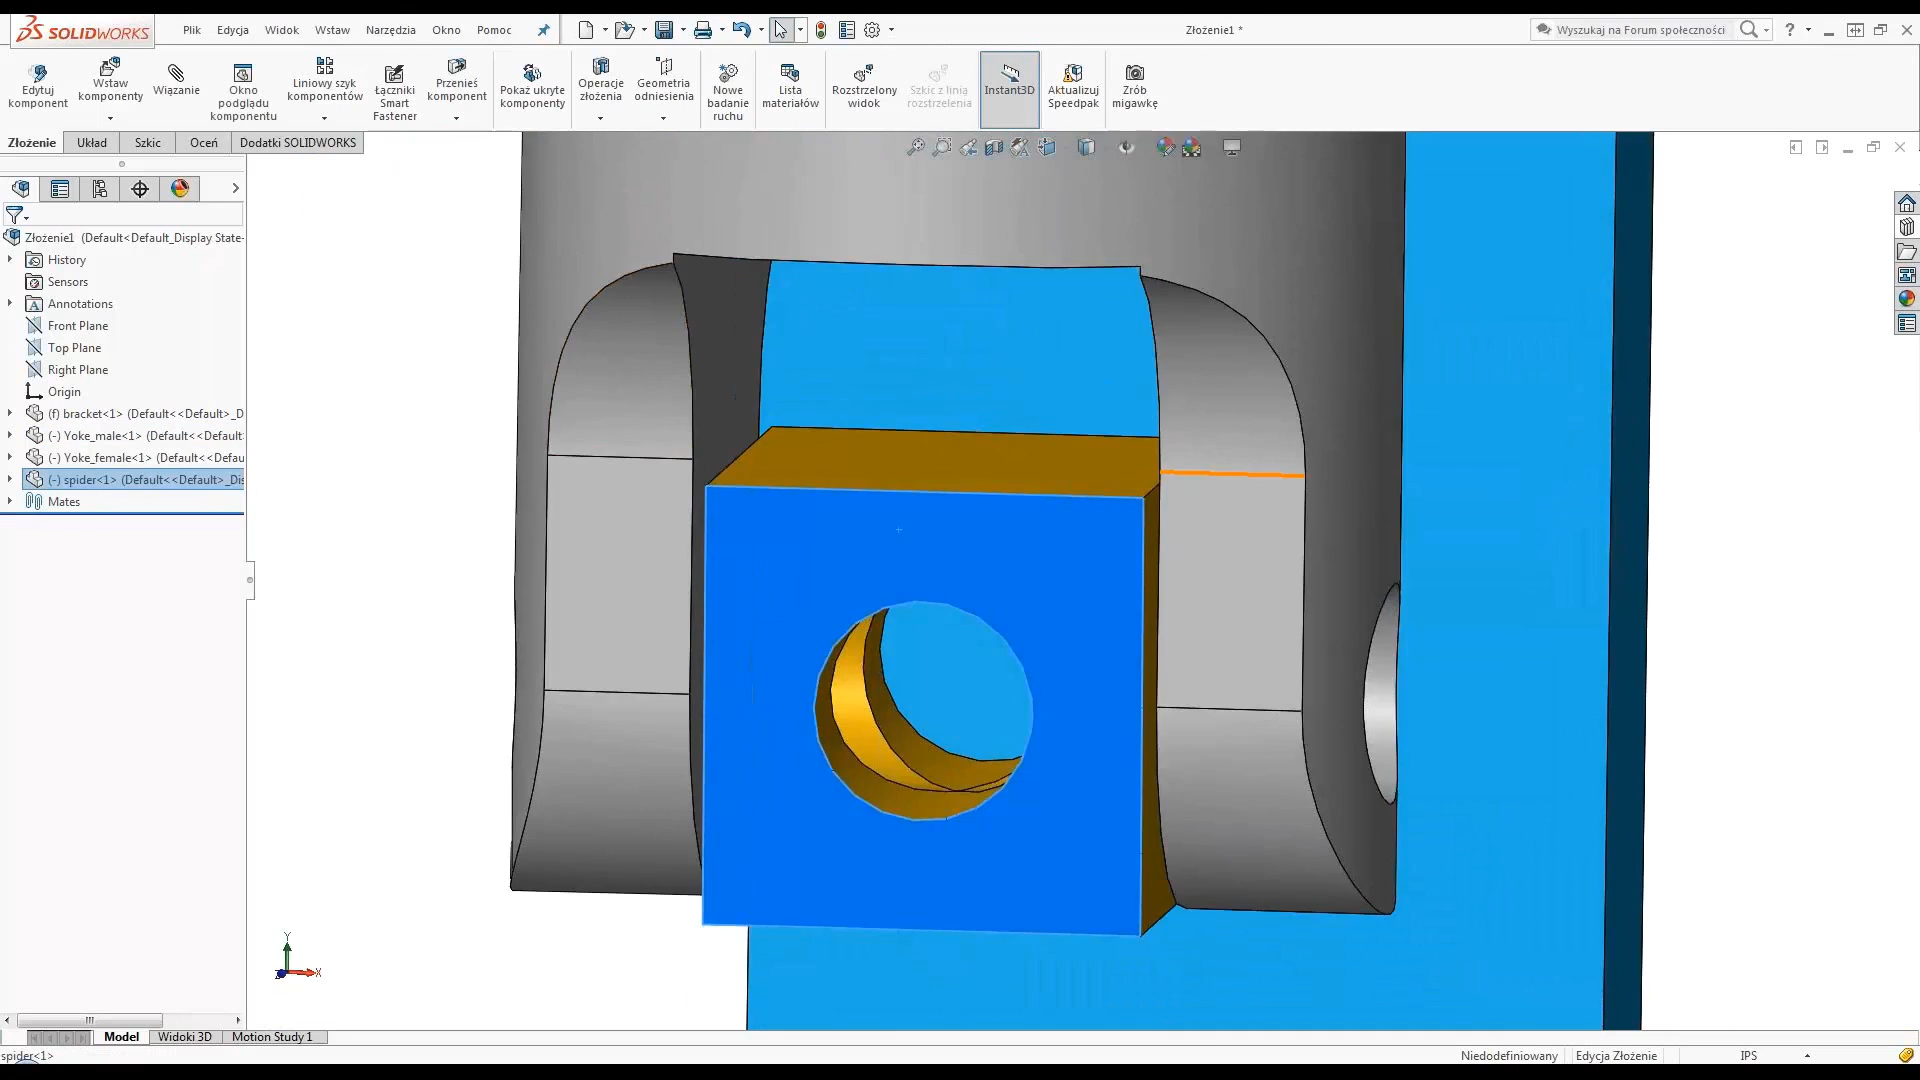 SOLIDWORKS
Plik Edycja Widok Wstaw Narzędzia Okno Pomoc
Złożenie1 *
Wyszukaj na Forum społeczności
?
Edytuj
komponent
Wstaw
komponenty
Wiązanie
Okno
podglądu
komponentu
Liniowy szyk
komponentów
Łączniki
Smart
Fastener
Przenieś
komponent
Pokaż ukryte
komponenty
Operacje
złożenia
Geometria
odniesienia
Nowe
badanie
ruchu
Lista
materiałów
Rozstrzelony
widok
Szkic z linią
rozstrzelenia
Instant3D
Aktualizuj
Speedpak
Zrób
migawkę
Złożenie Układ Szkic Oceń Dodatki SOLIDWORKS
Złożenie1 (Default<Default_Display State-
History
Sensors
Annotations
Front Plane
Top Plane
Right Plane
Origin
(f) bracket<1> (Default<<Default>_D
(-) Yoke_male<1> (Default<<Default:
(-) Yoke_female<1> (Default<<Defau
(-) spider<1> (Default<<Default>_Dis
Mates
Y
X
Z
Model Widoki 3D Motion Study 1
spider<1>
Niedodefiniowany Edycja Złożenie IPS